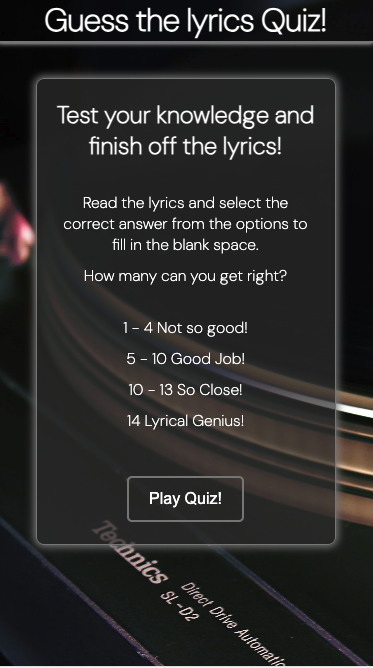 Guess the lyrics Quiz!
Test your knowledge and
finish off the lyrics!
Read the lyrics and select the
correct answer from the options to
fill in the blank space.
How many can you get right?
1 - 4 Not so good!
5 - 10 Good Job!
10 - 13 So Close!
14 Lyrical Genius!
Play Quiz!
Technics
SL-D2
Direct Drive Automatic